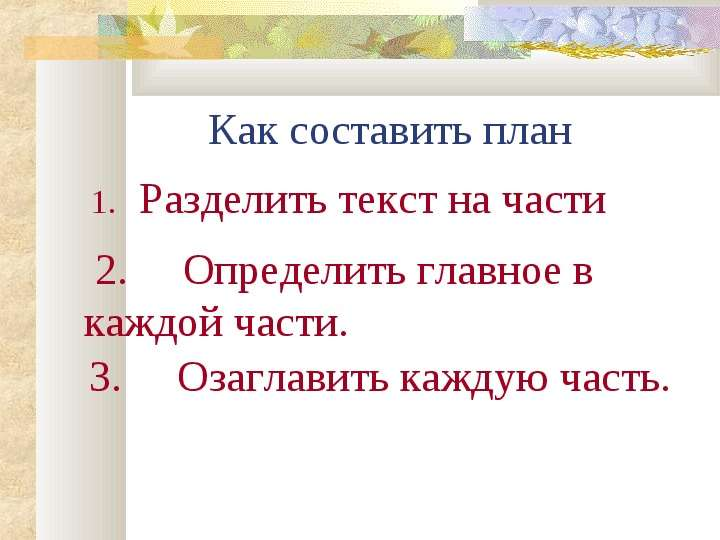 Как составить план
1. Разделить текст на части
2. Определить главное в
каждой части.
3. Озаглавить каждую часть.